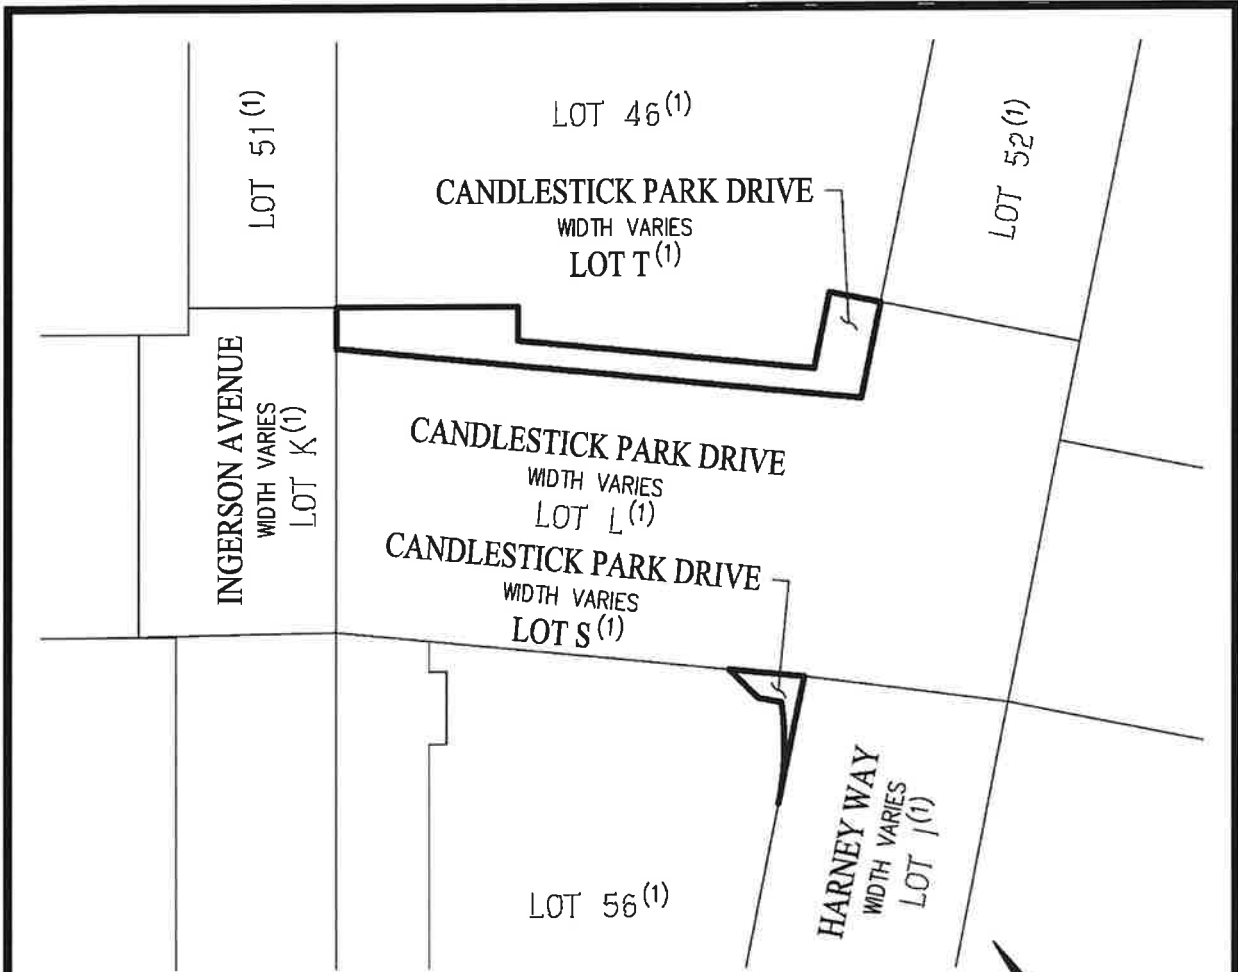 LOT 51(1)
LOT 46(1)
LOT 52(1)
CANDLESTICK PARK DRIVE
WIDTH VARIES
LOT T(1)
INGERSON AVENUE
WIDTH VARIES
LOT K(1)
CANDLESTICK PARK DRIVE
WIDTH VARIES
LOT L(1)
CANDLESTICK PARK DRIVE
WIDTH VARIES
LOT S(1)
HARNEY WAY
WIDTH VARIES
LOT J(1)
LOT 56(1)